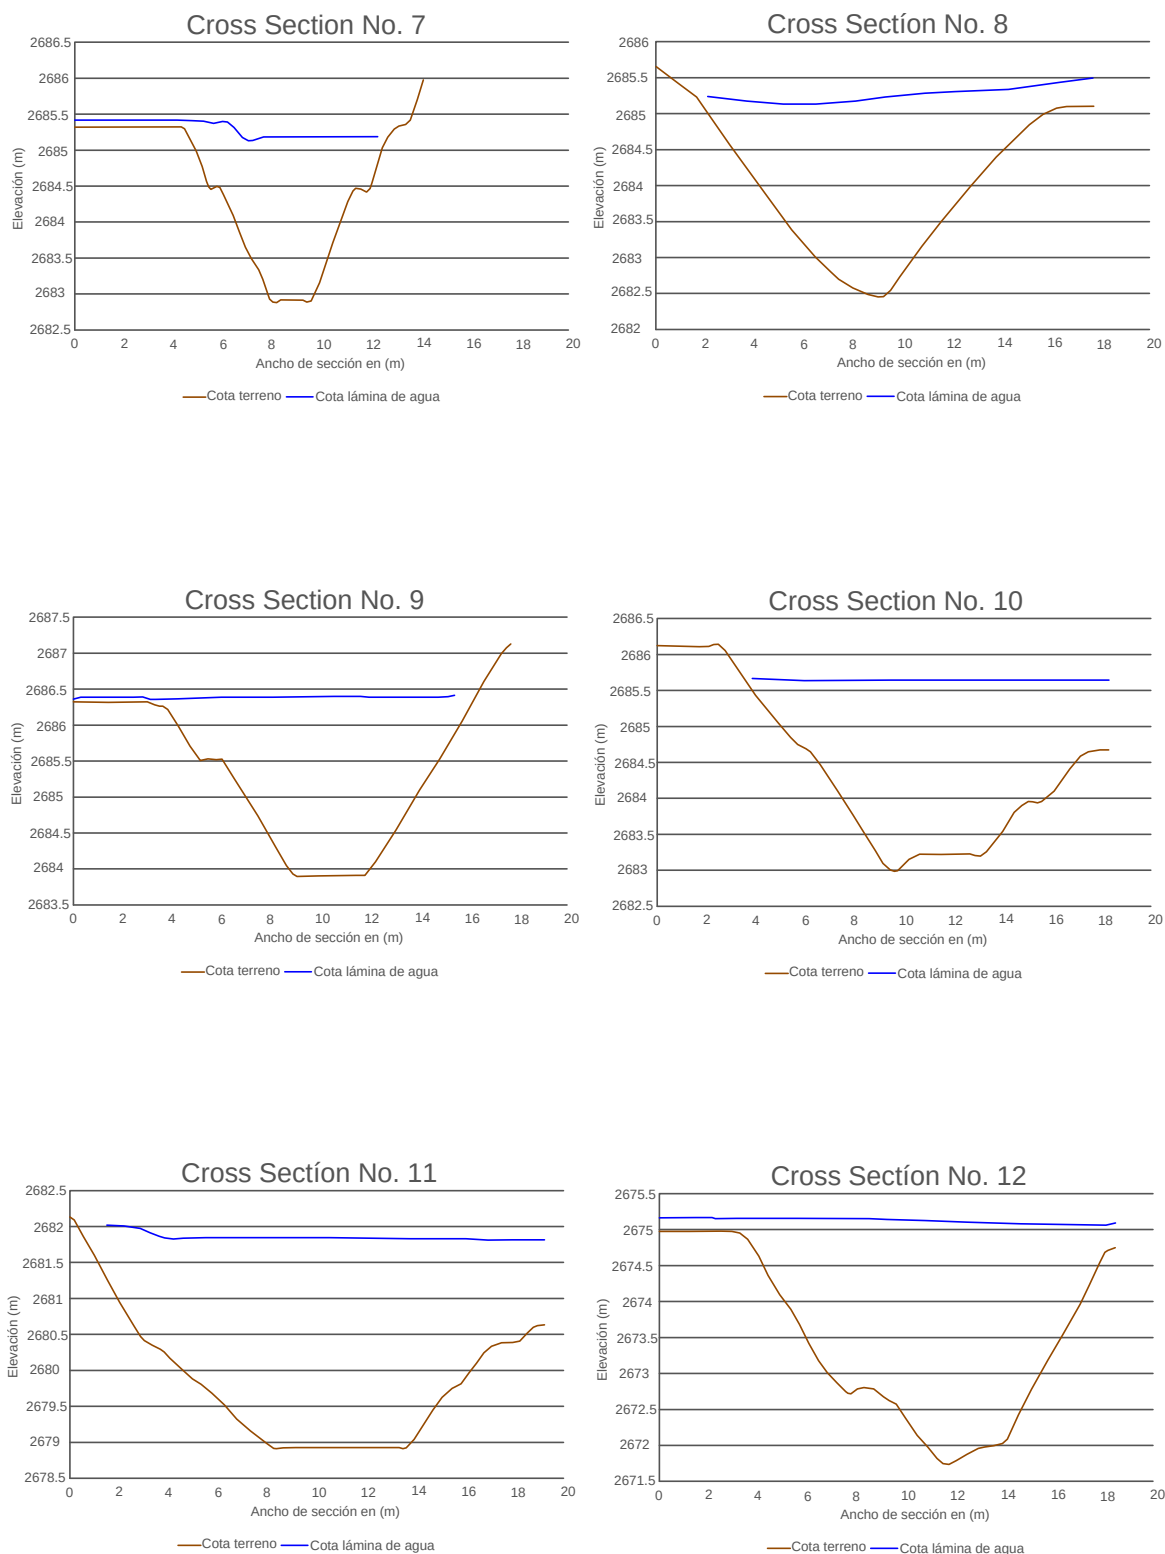 Cross Section No. 7
2686.5
2686
2685.5
2685
2684.5
2684
2683.5
2683
2682.5
Elevación (m)
0 2 4 6 8 10 12 14 16 18 20
Ancho de sección en (m)
Cota terreno Cota lámina de agua
Cross Sectíon No. 8
2686
2685.5
2685
2684.5
2684
2683.5
2683
2682.5
2682
Elevación (m)
0 2 4 6 8 10 12 14 16 18 20
Ancho de sección en (m)
Cota terreno Cota lámina de agua
Cross Section No. 9
2687.5
2687
2686.5
2686
2685.5
2685
2684.5
2684
2683.5
Elevación (m)
0 2 4 6 8 10 12 14 16 18 20
Ancho de sección en (m)
Cota terreno Cota lámina de agua
Cross Section No. 10
2686.5
2686
2685.5
2685
2684.5
2684
2683.5
2683
2682.5
Elevación (m)
0 2 4 6 8 10 12 14 16 18 20
Ancho de sección en (m)
Cota terreno Cota lámina de agua
Cross Sectíon No. 11
2682.5
2682
2681.5
2681
2680.5
2680
2679.5
2679
2678.5
Elevación (m)
0 2 4 6 8 10 12 14 16 18 20
Ancho de sección en (m)
Cota terreno Cota lámina de agua
Cross Sectíon No. 12
2675.5
2675
2674.5
2674
2673.5
2673
2672.5
2672
2671.5
Elevación (m)
0 2 4 6 8 10 12 14 16 18 20
Ancho de sección en (m)
Cota terreno Cota lámina de agua